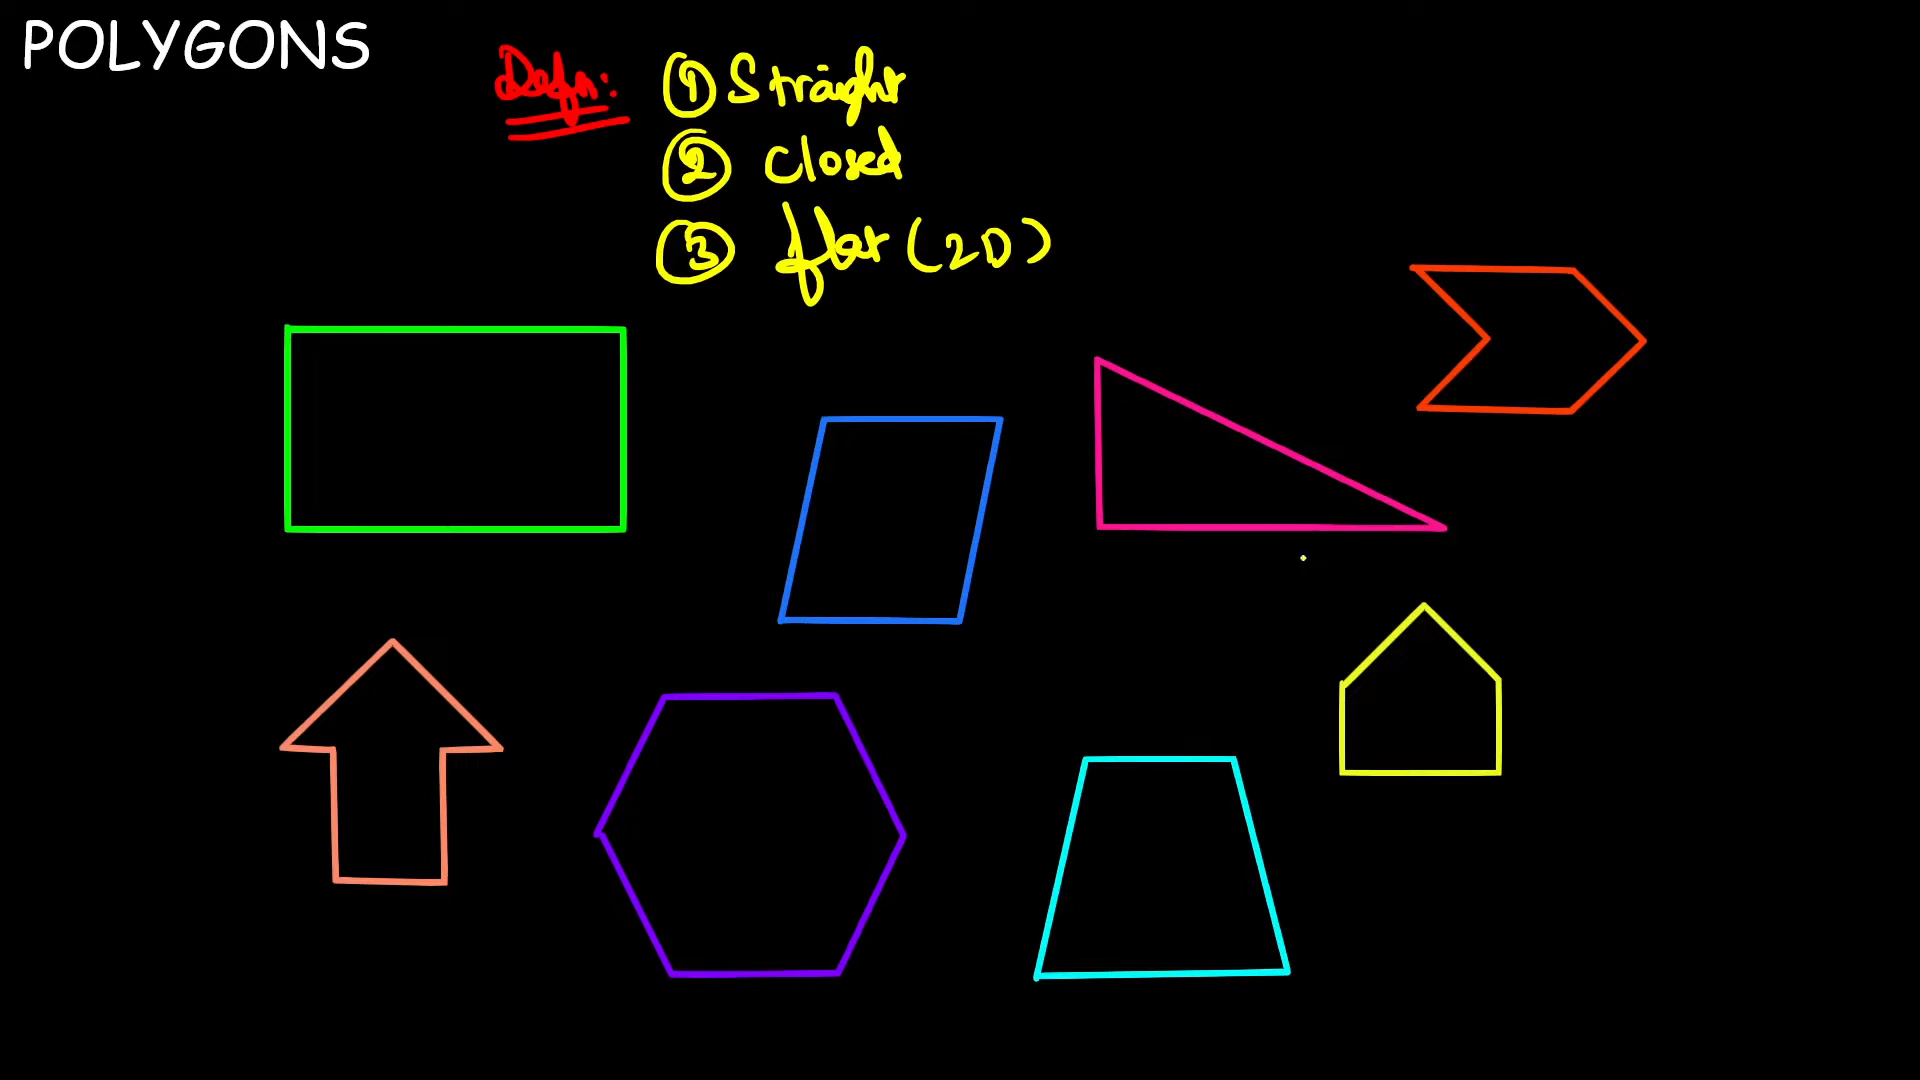 POLYGONS
Defn:
① Straight
② Closed
③ flat (2D)